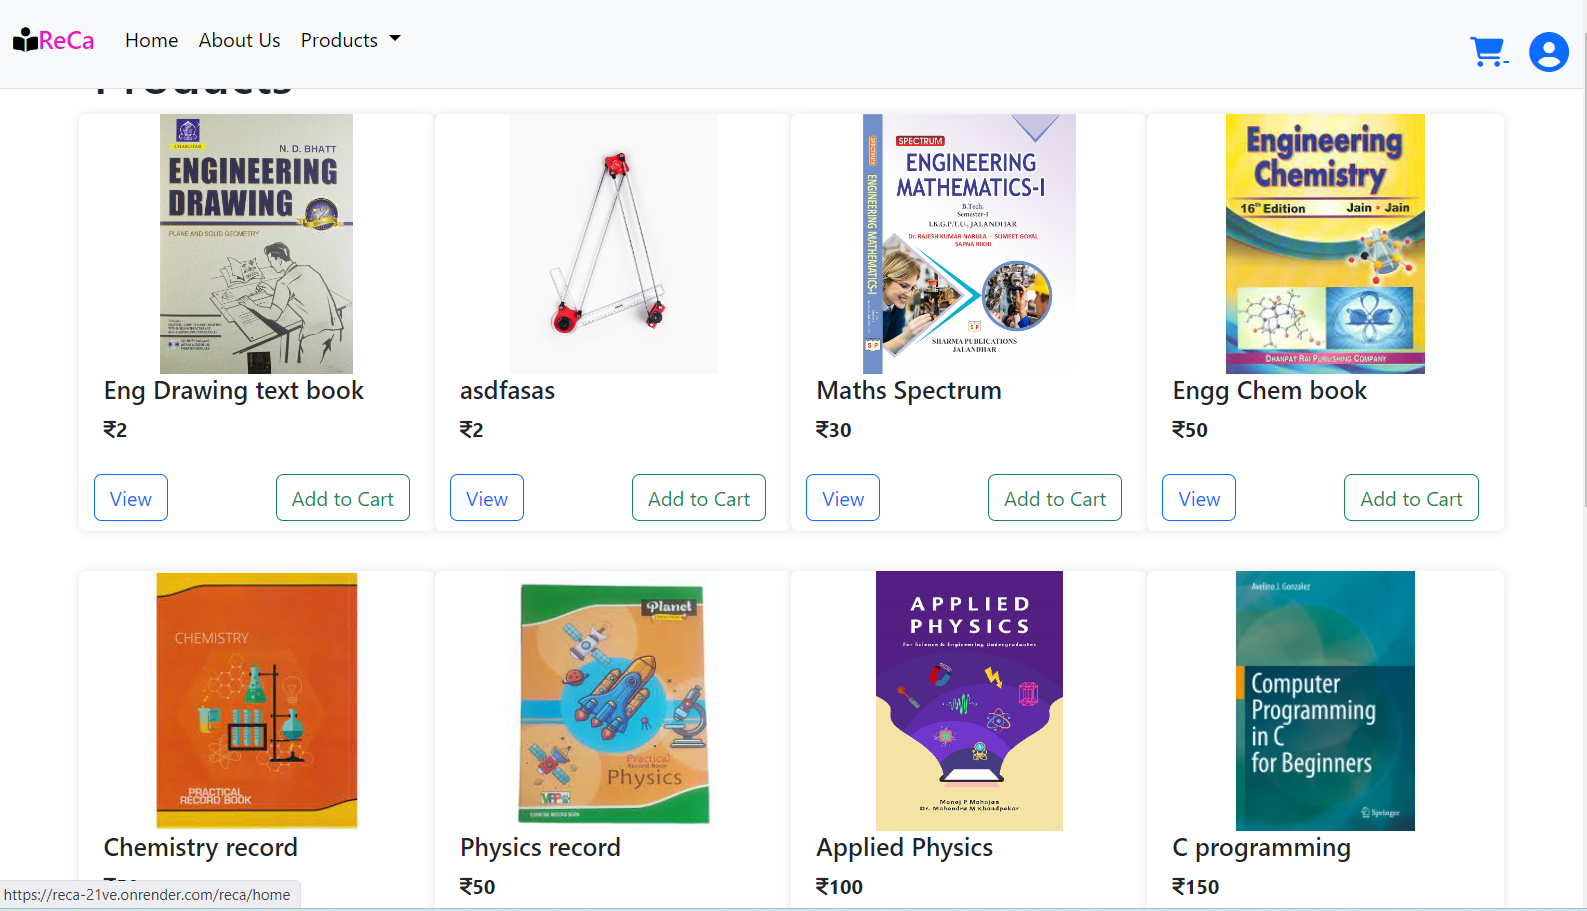 ReCa Home About Us Products
Products
CHAROTAR
N. D. BHATT
ENGINEERING
DRAWING
PLANE AND SOLID GEOMETRY
Eng Drawing text book
₹2
View Add to Cart
asdfasas
₹2
View Add to Cart
SPECTRUM
ENGINEERING
MATHEMATICS-I
B.Tech.
Semester-I
I.K.G.P.T.U., JALANDHAR
Dr. RAJESH KUMAR NARULA - SUMEET GOYAL
SAPNA RIKHI
SPECTRUM
ENGINEERING MATHEMATICS-I
S P
S P
SHARMA PUBLICATIONS
JALANDHAR
Maths Spectrum
₹30
View Add to Cart
Engineering
Chemistry
16th Edition Jain • Jain
DHANPAT RAI PUBLISHING COMPANY
Engg Chem book
₹50
View Add to Cart
CHEMISTRY
PRACTICAL
RECORD BOOK
Chemistry record
Planet
Practical
Record Book
Physics
Physics record
₹50
APPLIED
PHYSICS
For Science & Engineering Undergraduates
Manoj P Mahajan
Dr. Mahendra M Khandpekar
Applied Physics
₹100
Avelino J. Gonzalez
Computer
Programming
in C
for Beginners
Springer
C programming
₹150
https://reca-21ve.onrender.com/reca/home